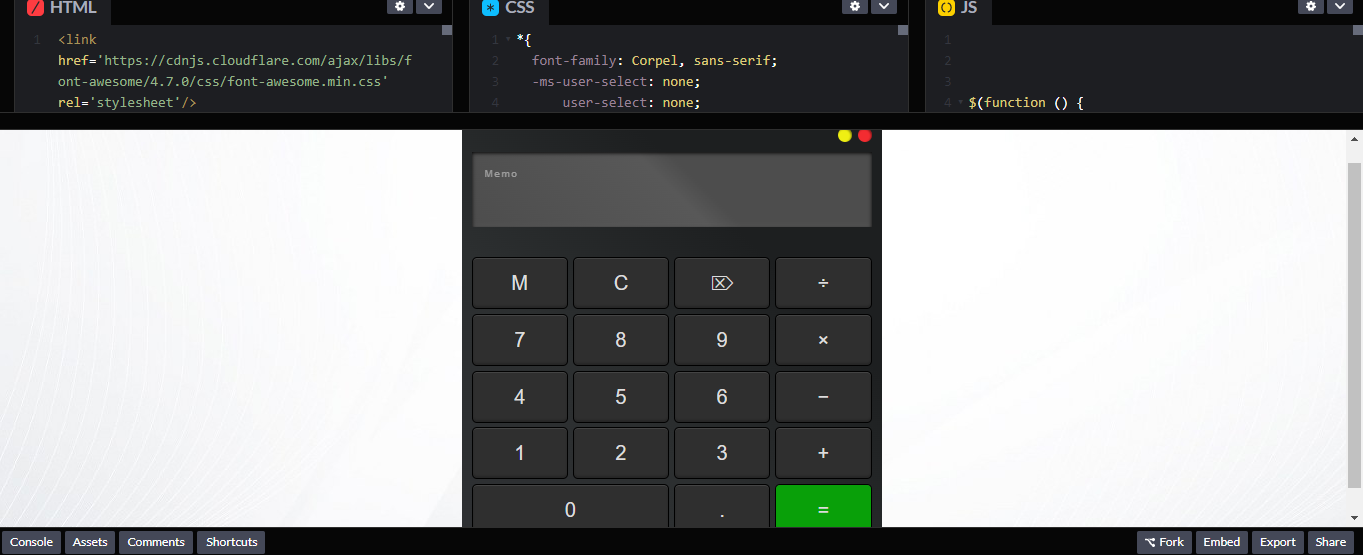 HTML
CSS
JS
1 <link
href='https://cdnjs.cloudflare.com/ajax/libs/f
ont-awesome/4.7.0/css/font-awesome.min.css'
rel='stylesheet'/>
1 *{
2 font-family: Corpel, sans-serif;
3 -ms-user-select: none;
4 user-select: none;
1
2
3
4 $(function () {
Memo
M C ⌦ ÷
7 8 9 ×
4 5 6 −
1 2 3 +
0 . =
Console Assets Comments Shortcuts Fork Embed Export Share